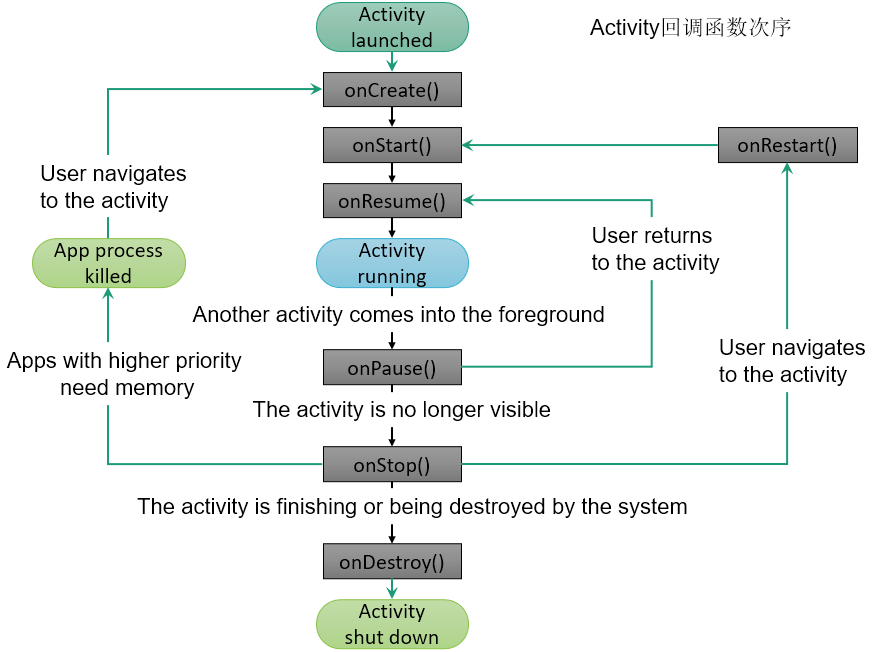 Activity
launched
Activity回调函数次序
onCreate()
onStart()
onRestart()
User navigates
to the activity
onResume()
User returns
to the activity
App process
killed
Activity
running
Another activity comes into the foreground
Apps with higher priority
need memory
onPause()
User navigates
to the activity
The activity is no longer visible
onStop()
The activity is finishing or being destroyed by the system
onDestroy()
Activity
shut down